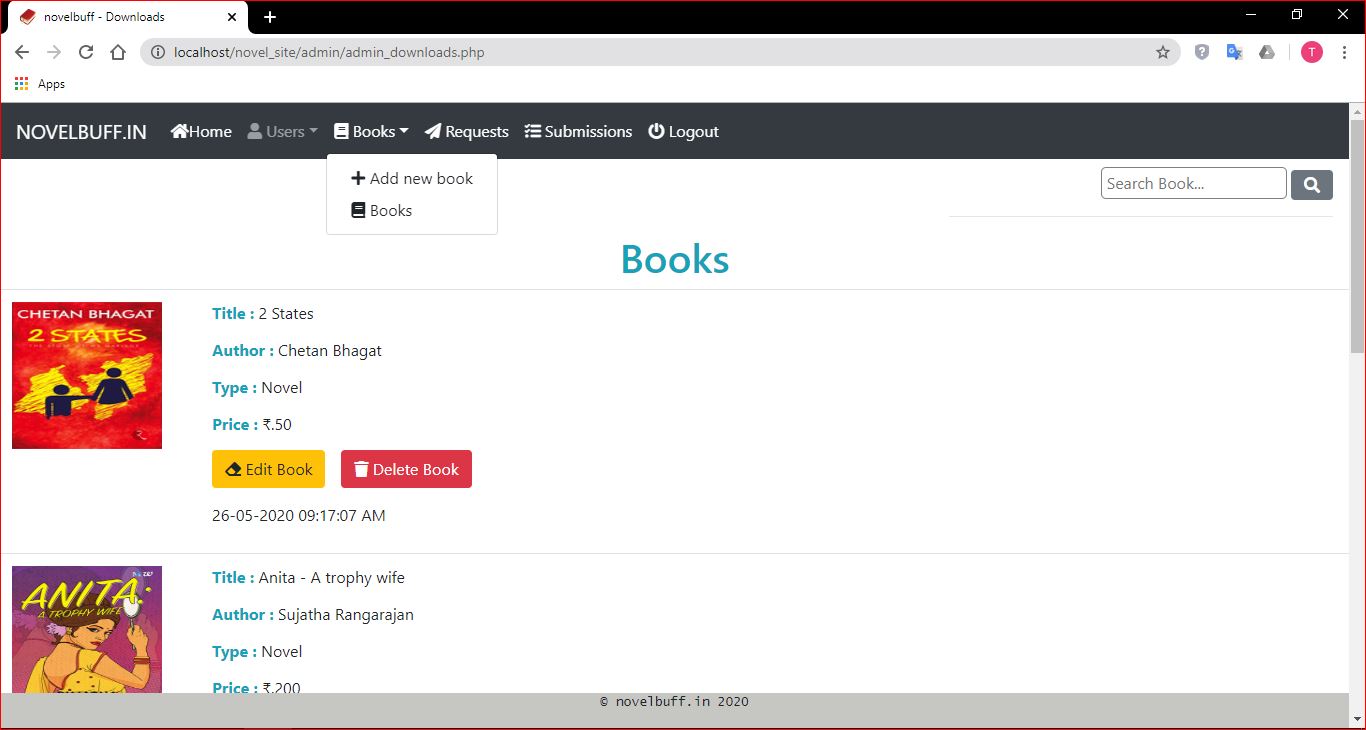 novelbuff - Downloads
localhost/novel_site/admin/admin_downloads.php
T
Apps
NOVELBUFF.IN Home Users Books Requests Submissions Logout
Add new book
Books
Search Book...
Books
CHETAN BHAGAT
2 STATES
Title : 2 States
Author : Chetan Bhagat
Type : Novel
Price : ₹.50
Edit Book Delete Book
26-05-2020 09:17:07 AM
ANITA:
A TROPHY WIFE
Title : Anita - A trophy wife
Author : Sujatha Rangarajan
Type : Novel
Price : ₹.200
© novelbuff.in 2020